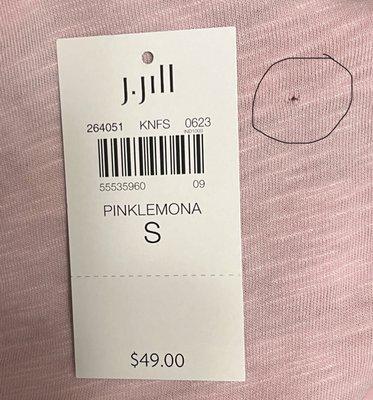 J.Jill
264051 KNFS 0623
IND1000
55535960 09
PINKLEMONA
S
$49.00